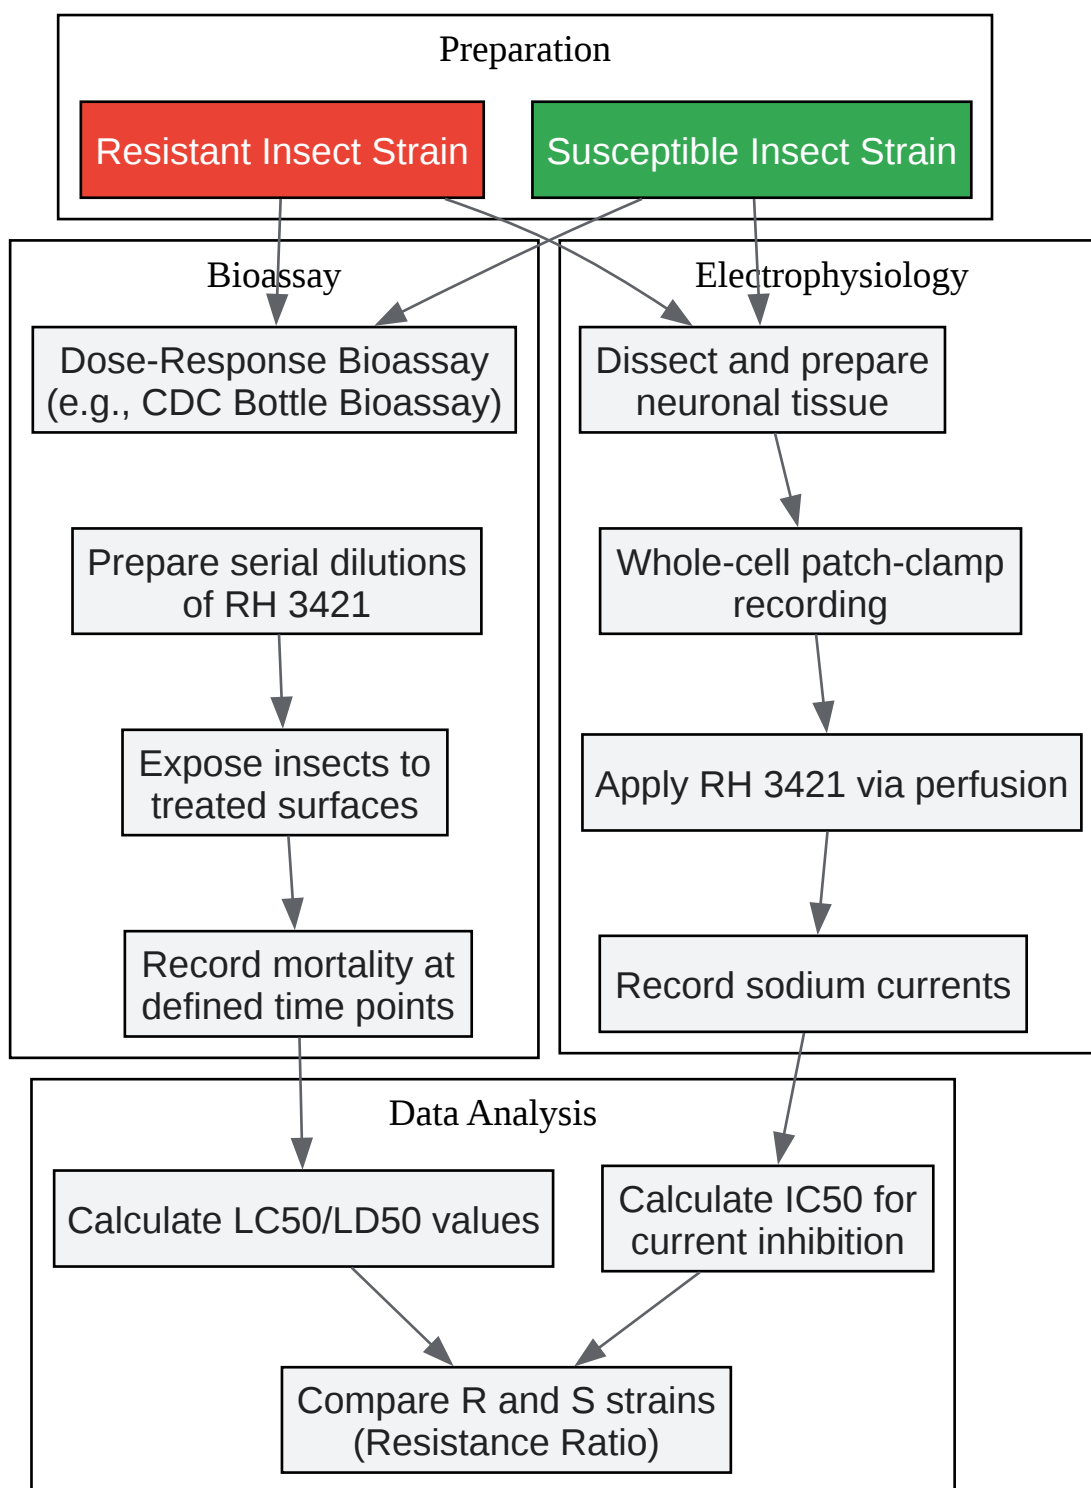 Preparation
Resistant Insect Strain
Susceptible Insect Strain
Bioassay
Dose-Response Bioassay
(e.g., CDC Bottle Bioassay)
Prepare serial dilutions
of RH 3421
Expose insects to
treated surfaces
Record mortality at
defined time points
Electrophysiology
Dissect and prepare
neuronal tissue
Whole-cell patch-clamp
recording
Apply RH 3421 via perfusion
Record sodium currents
Data Analysis
Calculate LC50/LD50 values
Calculate IC50 for
current inhibition
Compare R and S strains
(Resistance Ratio)